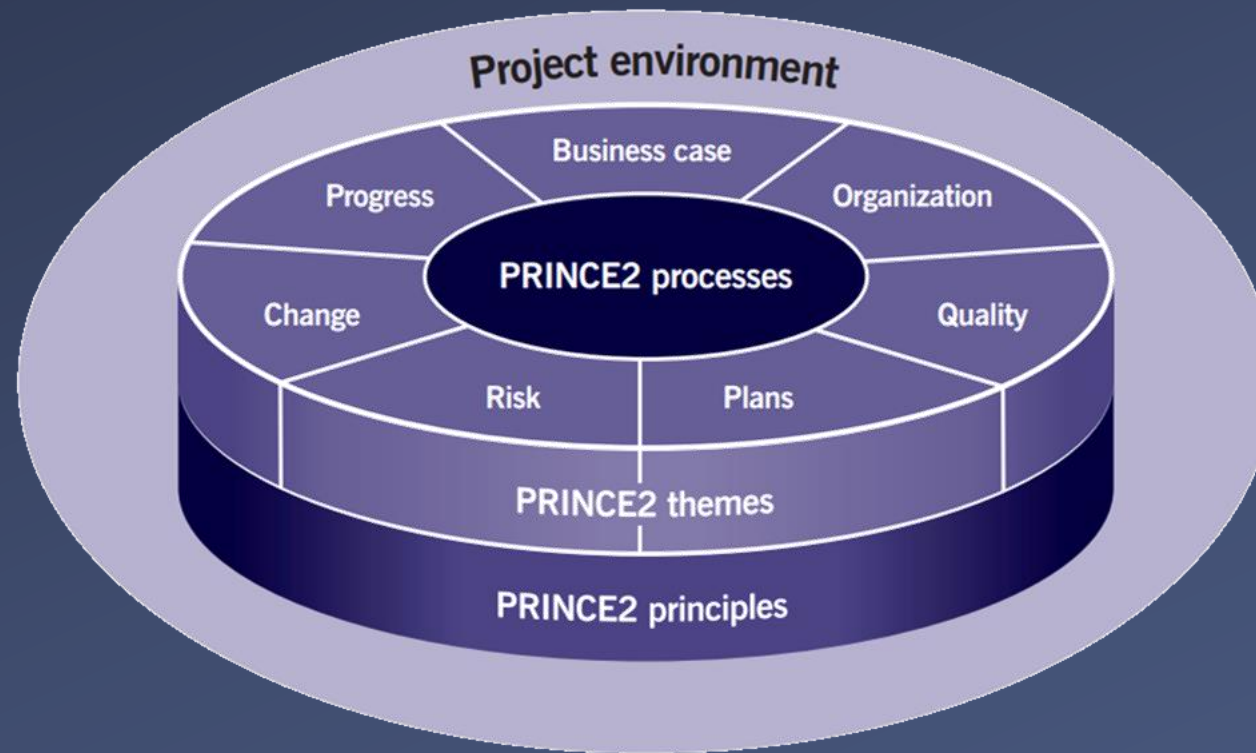 Project environment
Business case
Progress
Organization
PRINCE2 processes
Change
Quality
Risk
Plans
PRINCE2 themes
PRINCE2 principles